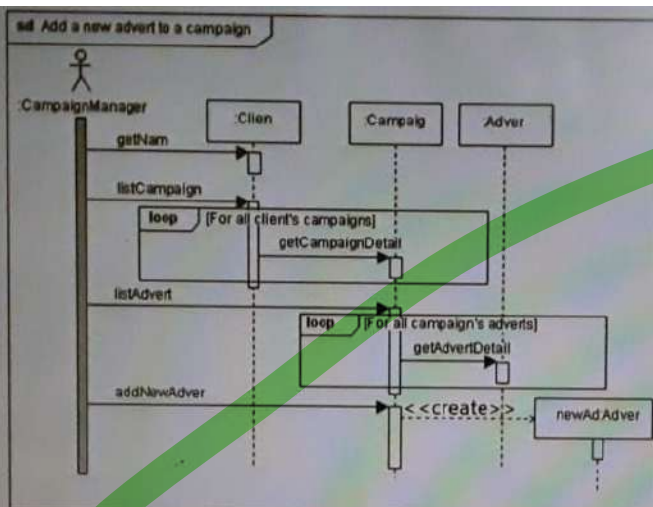 sd Add a new advert to a campaign
:CampaignManager
:Clien
:Campaig
:Adver
getNam
listCampaign
loop
[For all client's campaigns]
getCampaignDetail
listAdvert
loop
[For all campaign's adverts]
getAdvertDetail
addNewAdver
<<create>>
newAd:Adver